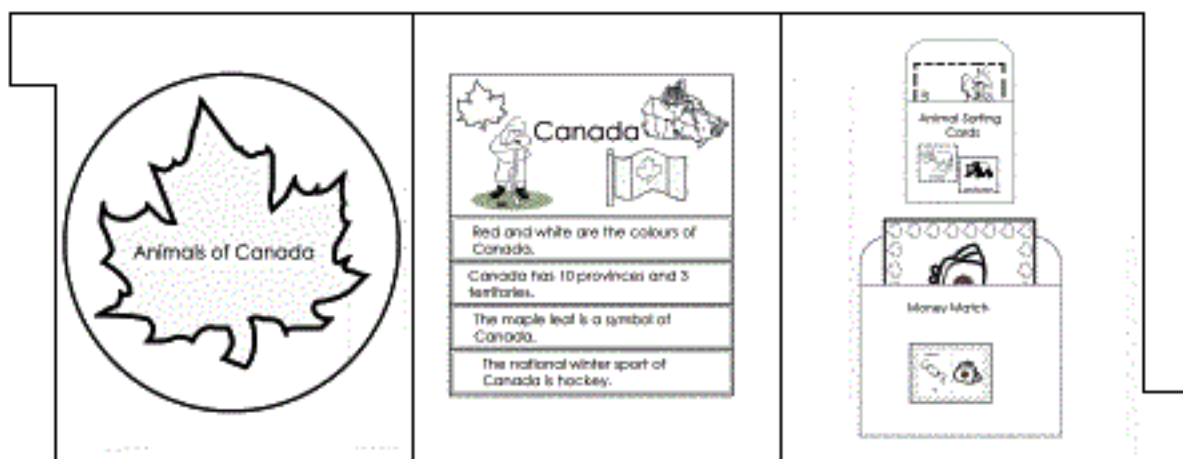 Animals of Canada
Canada
Red and white are the colours of
Canada.
Canada has 10 provinces and 3
territories.
The maple leaf is a symbol of
Canada.
The national winter sport of
Canada is hockey.
Animal Sorting
Cards
Money Match